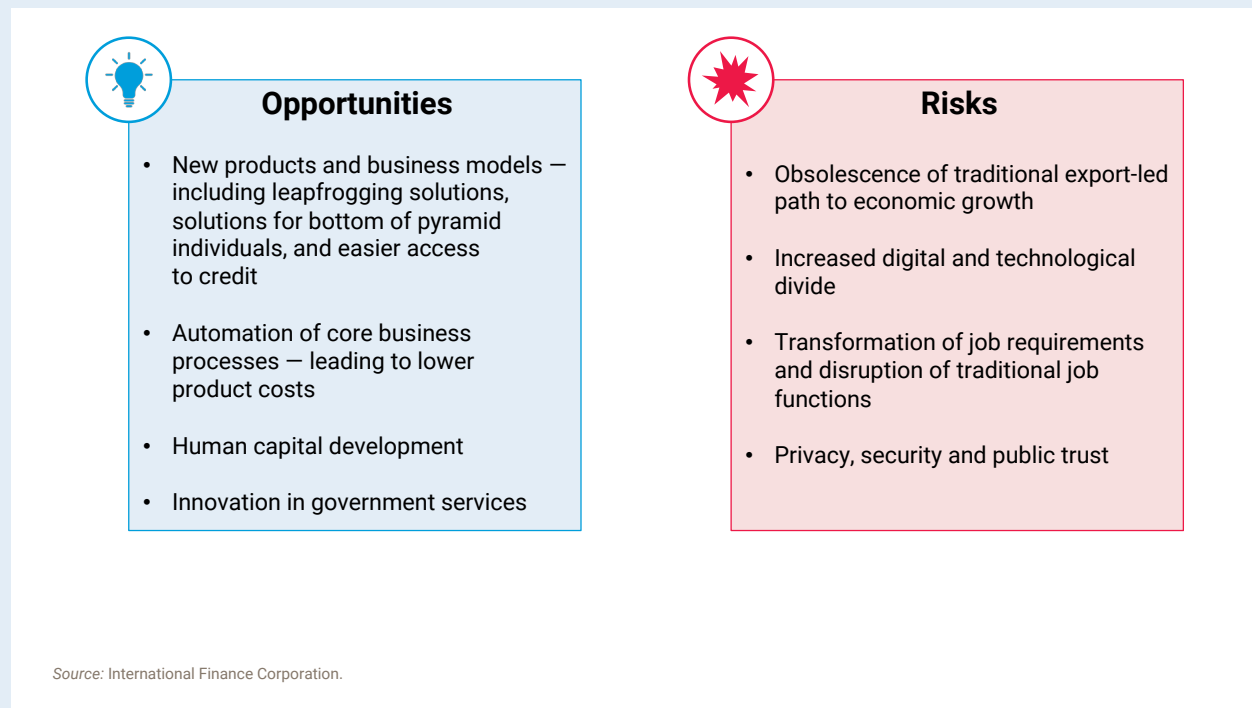 Opportunities
• New products and business models —
including leapfrogging solutions,
solutions for bottom of pyramid
individuals, and easier access
to credit
• Automation of core business
processes — leading to lower
product costs
• Human capital development
• Innovation in government services
Risks
• Obsolescence of traditional export-led
path to economic growth
• Increased digital and technological
divide
• Transformation of job requirements
and disruption of traditional job
functions
• Privacy, security and public trust
Source: International Finance Corporation.